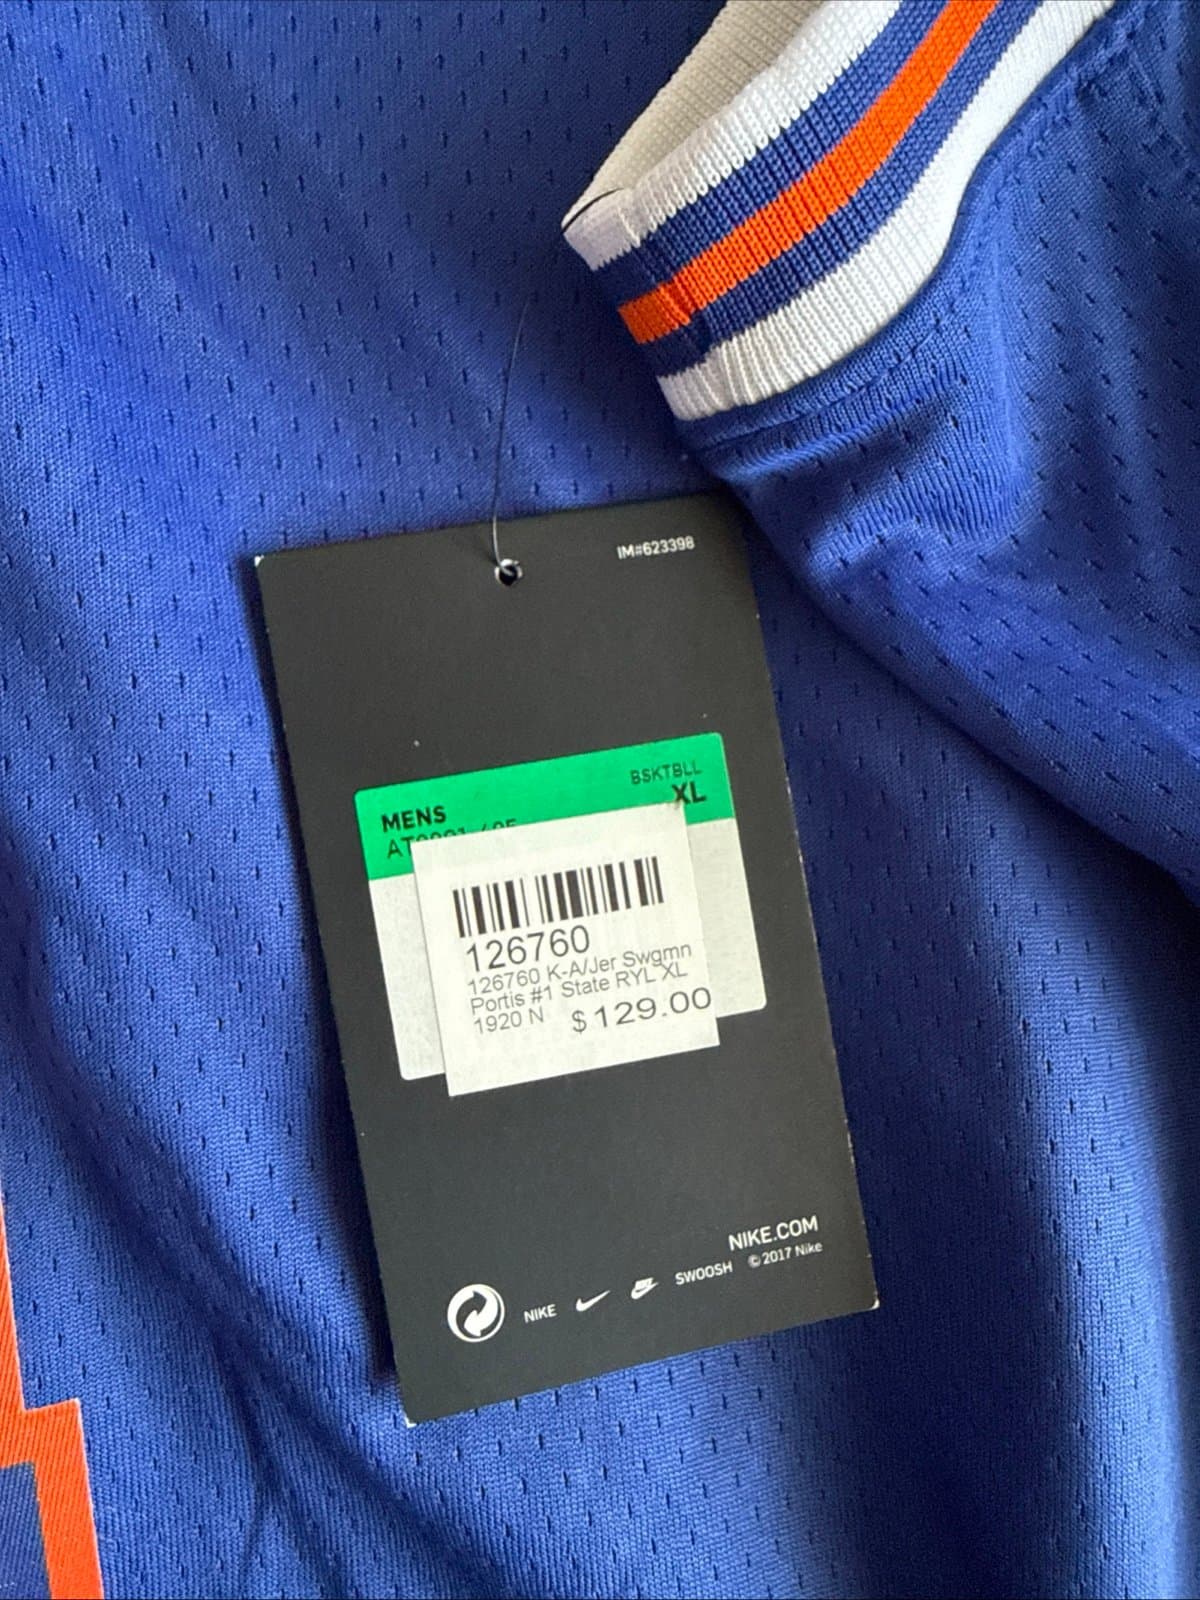 IM#623398
BSKTBLL
MENS XL
126760
126760 K-A/Jer Swgmn
Portis #1 State RYL XL
1920 N $129.00
NIKE.COM
NIKE SWOOSH ©2017 Nike